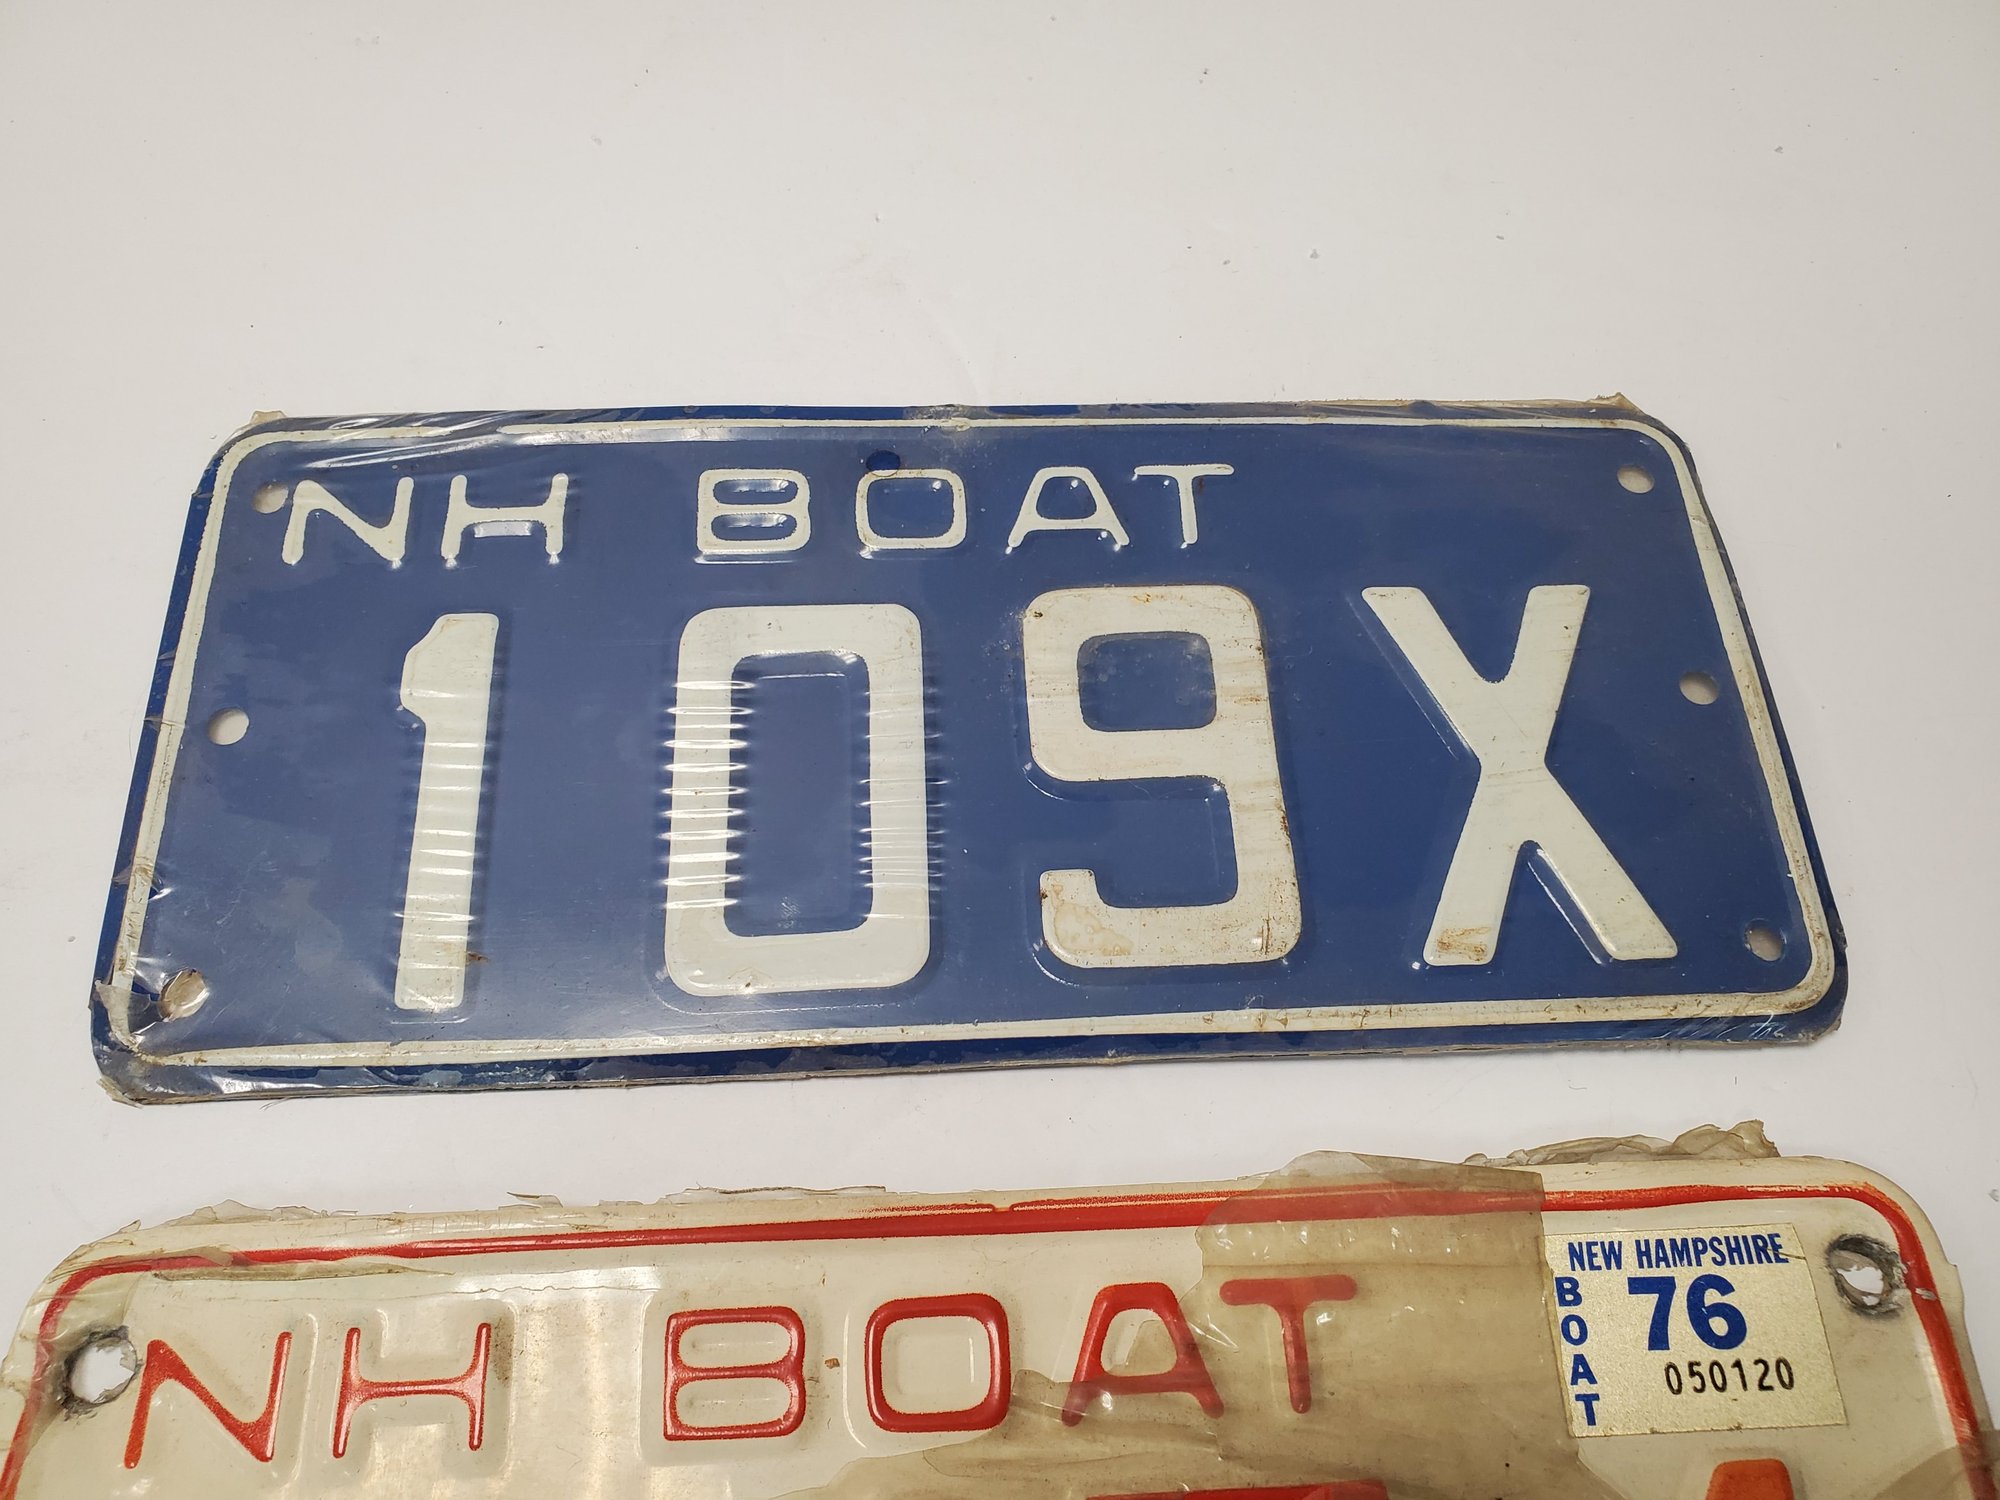 NH BOAT
109X
NH BOAT
NEW HAMPSHIRE
BOAT
76
050120